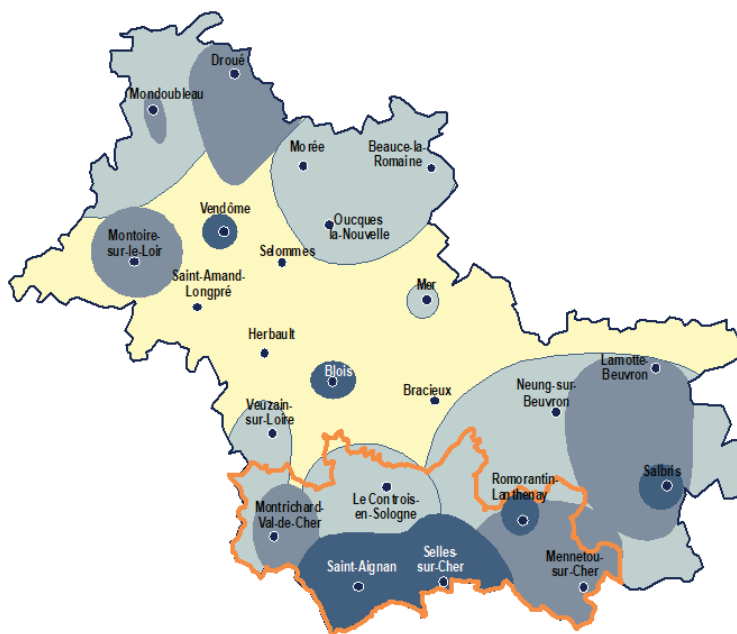 Droué
Mondoubleau
Morée
Beauce-la-
Romaine
Vendôme
Oucques
la-Nouvelle
Montoire-
sur-le-Loir
Selommes
Saint-Amand-
Longpré
Mer
Herbault
Lamotte-
Beuvron
Blois
Bracieux
Neung-sur-
Beuvron
Veuzain-
sur-Loire
Salbris
Romorantin-
Lanthenay
Le Controis-
en-Sologne
Montrichard-
Val-de-Cher
Selles-
sur-Cher
Saint-Aignan
Mennetou-
sur-Cher